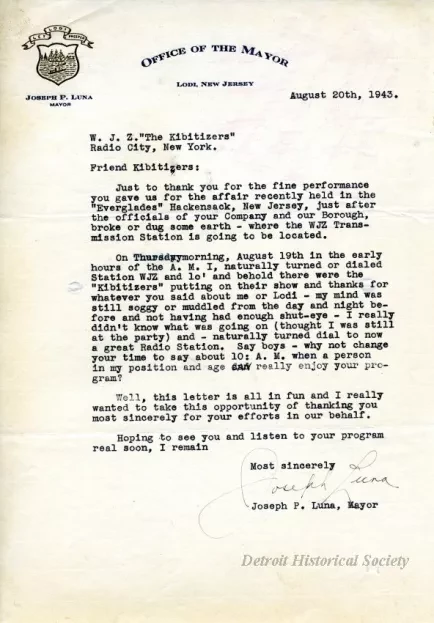 LODI
OFFICE OF THE MAYOR
LODI, NEW JERSEY
JOSEPH P. LUNA
MAYOR
August 20th, 1943.
W. J. Z."The Kibitizers"
Radio City, New York.
Friend Kibitizers:
Just to thank you for the fine performance
you gave us for the affair recently held in the
"Everglades" Hackensack, New Jersey, just after
the officials of your Company and our Borough,
broke or dug some earth - where the WJZ Trans-
mission Station is going to be located.
On Thursdaymorning, August 19th in the early
hours of the A. M. I, naturally turned or dialed
Station WJZ and lo' and behold there were the
"Kibitizers" putting on their show and thanks for
whatever you said about me or Lodi - my mind was
still soggy or muddled from the day and night be-
fore and not having had enough shut-eye - I really
didn't know what was going on (thought I was still
at the party) and - naturally turned dial to now
a great Radio Station. Say boys - why not change
your time to say about 10: A. M. when a person
in my position and age can really enjoy your pro-
gram?
Well, this letter is all in fun and I really
wanted to take this opportunity of thanking you
most sincerely for your efforts in our behalf.
Hoping to see you and listen to your program
real soon, I remain
Most sincerely
Joseph Luna
Joseph P. Luna, Mayor
Detroit Historical Society